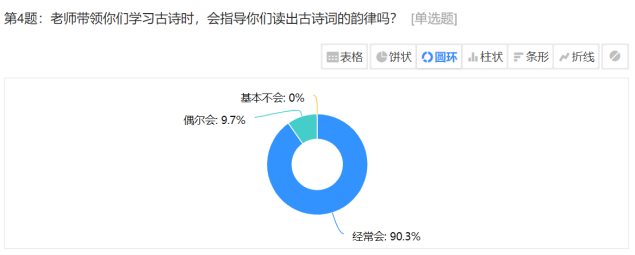 第4题：老师带领你们学习古诗时，会指导你们读出古诗词的韵律吗？ [单选题]
表格 饼状 圆环 柱状 条形 折线
基本不会: 0%
偶尔会: 9.7%
经常会: 90.3%